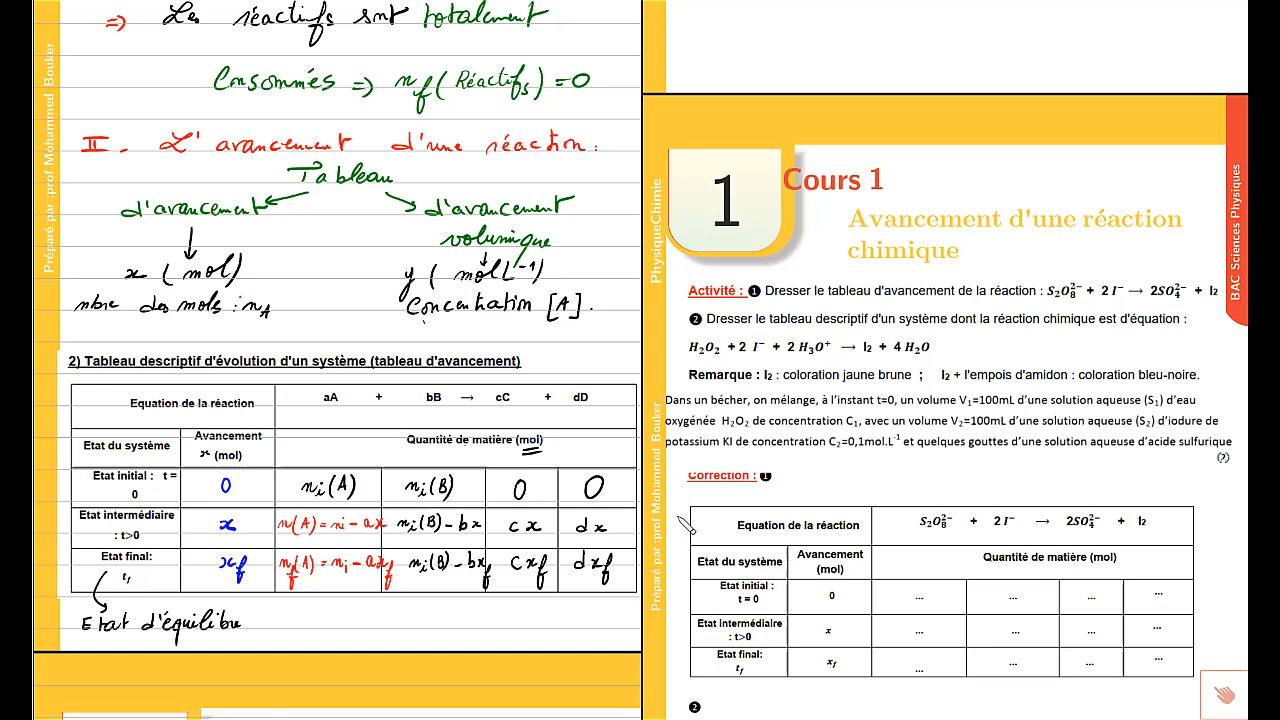 ⇒ Les réactifs snt totalement
Consommés ⇒ nf(Réactifs) = 0
II - L'avancement d'une réaction :
Tableau
d'avancement
d'avancement
volumique
x (mol)
y (mol L⁻¹)
nbre des mols : nA
Concentration [A].
2) Tableau descriptif d'évolution d'un système (tableau d'avancement)
Equation de la réaction aA + bB → cC + dD
Etat du système Avancement x (mol) Quantité de matière (mol)
Etat initial : t = 0 0 ni(A) ni(B) 0 0
Etat intermédiaire : t>0 x n(A) = ni - ax ni(B) - bx cx dx
Etat final: tf xf nf(A) = ni - axf ni(B) - bxf cxf dxf
Etat d'équilibre
Préparé par :prof Mohammed Bouker
1
Cours 1
Avancement d'une réaction
chimique
PhysiqueChimie
BAC Sciences Physiques
Activité : ❶ Dresser le tableau d'avancement de la réaction : S₂O₈²⁻ + 2 I⁻ → 2SO₄²⁻ + I₂
❷ Dresser le tableau descriptif d'un système dont la réaction chimique est d'équation :
H₂O₂ + 2 I⁻ + 2 H₃O⁺ → I₂ + 4 H₂O
Remarque : I₂ : coloration jaune brune ; I₂ + l'empois d'amidon : coloration bleu-noire.
Dans un bécher, on mélange, à l'instant t=0, un volume V₁=100mL d'une solution aqueuse (S₁) d'eau
oxygénée H₂O₂ de concentration C₁, avec un volume V₂=100mL d'une solution aqueuse (S₂) d'iodure de
potassium KI de concentration C₂=0,1mol.L⁻¹ et quelques gouttes d'une solution aqueuse d'acide sulfurique
(2)
Correction : ❶
Equation de la réaction S₂O₈²⁻ + 2 I⁻ → 2SO₄²⁻ + I₂
Etat du système Avancement (mol) Quantité de matière (mol)
Etat initial : t = 0 0 ... ... ... ...
Etat intermédiaire : t>0 x ... ... ... ...
Etat final: tf xf ... ... ... ...
❷
Préparé par :prof Mohammed Bouker